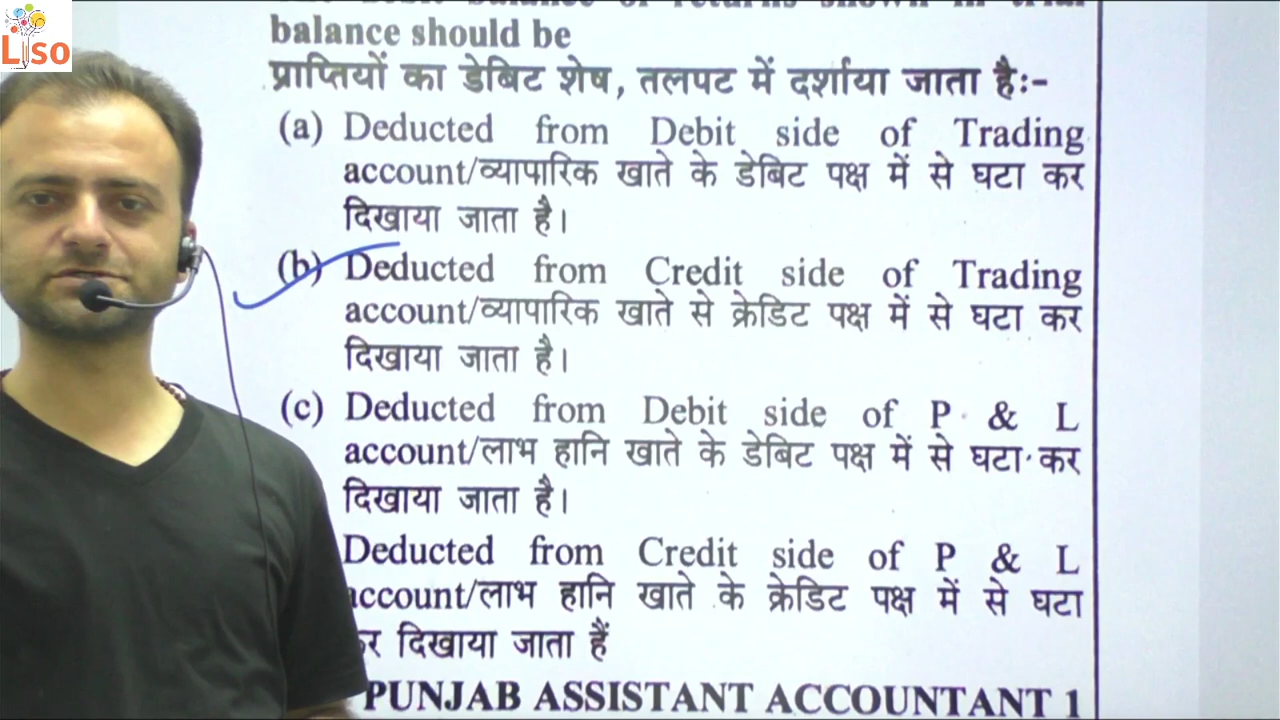 Liso
balance should be
प्राप्तियों का डेबिट शेष, तलपट में दर्शाया जाता है:-
(a) Deducted from Debit side of Trading
account/व्यापारिक खाते के डेबिट पक्ष में से घटा कर
दिखाया जाता है।
(b) Deducted from Credit side of Trading
account/व्यापारिक खाते से क्रेडिट पक्ष में से घटा कर
दिखाया जाता है।
(c) Deducted from Debit side of P & L
account/लाभ हानि खाते के डेबिट पक्ष में से घटा कर
दिखाया जाता है।
Deducted from Credit side of P & L
account/लाभ हानि खाते के क्रेडिट पक्ष में से घटा
कर दिखाया जाता हैं
PUNJAB ASSISTANT ACCOUNTANT 1